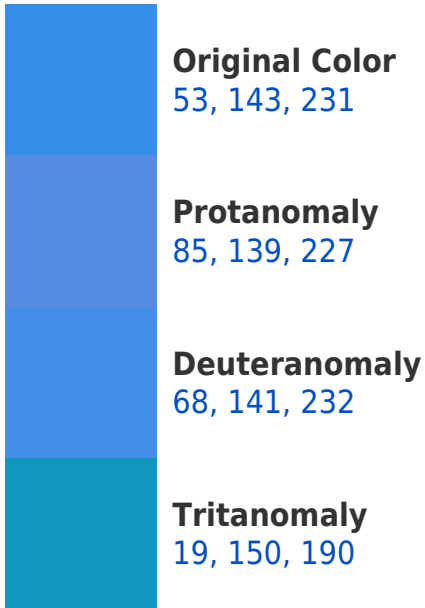 Original Color
53, 143, 231
Protanomaly
85, 139, 227
Deuteranomaly
68, 141, 232
Tritanomaly
19, 150, 190